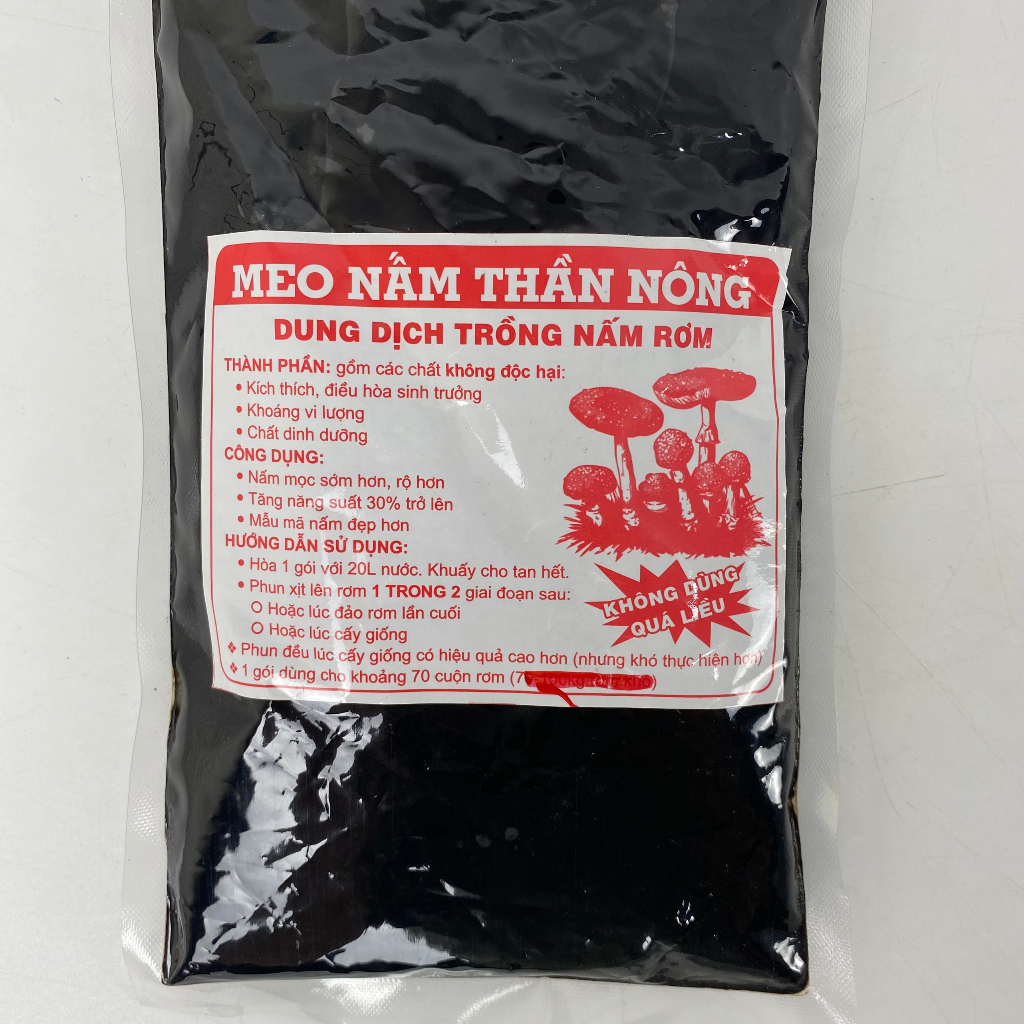 MEO NẤM THẦN NÔNG
DUNG DỊCH TRỒNG NẤM RƠM
THÀNH PHẦN: gồm các chất không độc hại:
• Kích thích, điều hòa sinh trưởng
• Khoáng vi lượng
• Chất dinh dưỡng
CÔNG DỤNG:
• Nấm mọc sớm hơn, rộ hơn
• Tăng năng suất 30% trở lên
• Mẫu mã nấm đẹp hơn
HƯỚNG DẪN SỬ DỤNG:
• Hòa 1 gói với 20L nước. Khuấy cho tan hết.
• Phun xịt lên rơm 1 TRONG 2 giai đoạn sau:
O Hoặc lúc đảo rơm lần cuối
O Hoặc lúc cấy giống
❖ Phun đều lúc cấy giống có hiệu quả cao hơn (nhưng khó thực hiện hơn)
❖ 1 gói dùng cho khoảng 70 cuộn rơm
KHÔNG DÙNG
QUÁ LIỀU